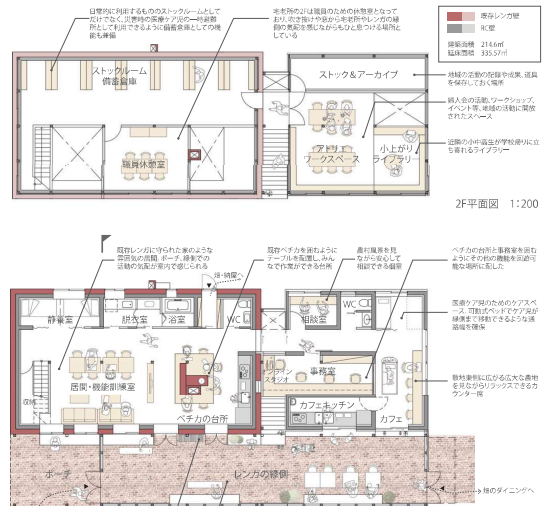 日常的に利用するもののストックルームとして
だけでなく、災害時の医療ケア児の一時避難
所として利用できるように備蓄倉庫としての機
能も兼備
宅老所の2Fは職員のための休憩室となって
おり、吹き抜けや窓から宅老所やレンガの縁
側の気配を感じながらもひと息つける場所と
している
既存レンガ壁
RC壁
建築面積 214.6㎡
延床面積 335.57㎡
ストックルーム
備蓄倉庫
職員休憩室
ストック&アーカイブ
アトリエ
ワークスペース
小上がり
ライブラリー
地域の活動の記録や成果、道具
を保存しておく場所
婦人会の活動、ワークショップ、
イベント等、地域の活動に開放
されたスペース
近隣の小中高生が学校帰りに立
ち寄れるライブラリー
2F平面図 1:200
既存レンガに守られた家のような
雰囲気の居間。ポーチ、縁側での
活動の気配が室内で感じられる
畑・納屋へ
既存ペチカを囲むように
テーブルを配置し、みん
なで作業ができる台所
農村風景を見
ながら安心して
相談できる個室
ペチカの台所と事務室を囲む
ようにその他の機能を回遊可
能な場所に配した
静養室
脱衣室
浴室
WC
相談室
WC
医療ケア児のためのケアスペ
ース。可動式ベッドでケア児が
縁側まで移動できるような通
路幅を確保
オンライン
スタジオ
事務室
収納
居間・機能訓練室
ペチカの台所
カフェキッチン
カフェ
敷地東側に広がる広大な農地
を見ながらリラックスできるカ
ウンター席
ポーチ
レンガの縁側
畑のダイニングへ